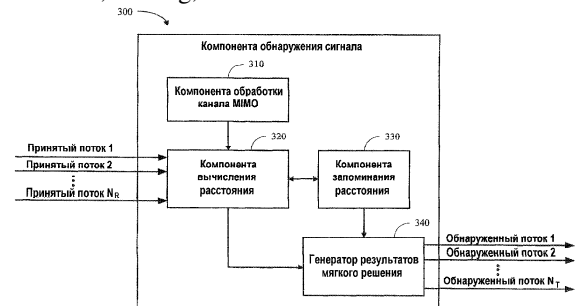 300
Компонента обнаружения сигнала
310
Компонента обработки
канала MIMO
320
330
Принятый поток 1
Принятый поток 2
Принятый поток NR
Компонента
вычисления
расстояния
Компонента
запоминания
расстояния
340
Генератор результатов
мягкого решения
Обнаруженный поток 1
Обнаруженный поток 2
Обнаруженный поток NT